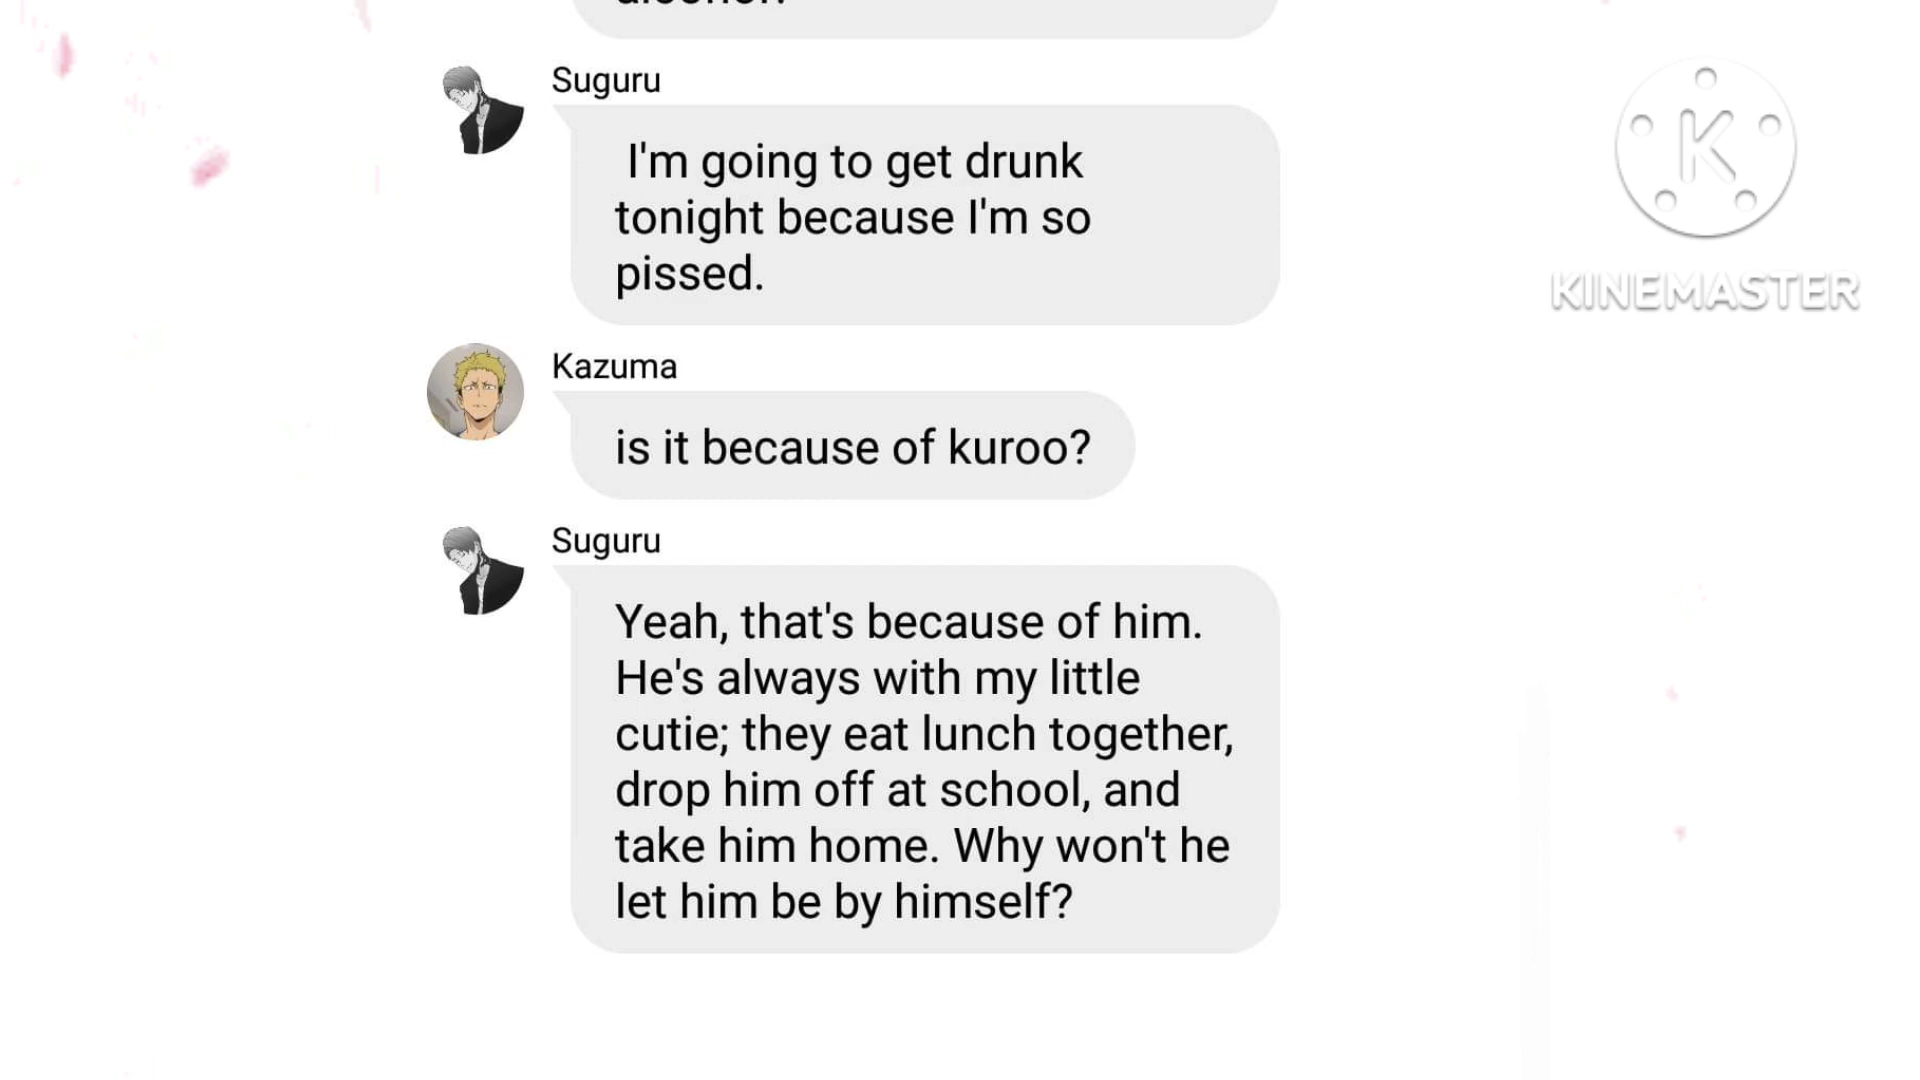 Suguru
I'm going to get drunk
tonight because I'm so
pissed.
K
KINEMASTER
Kazuma
is it because of kuroo?
Suguru
Yeah, that's because of him.
He's always with my little
cutie; they eat lunch together,
drop him off at school, and
take him home. Why won't he
let him be by himself?